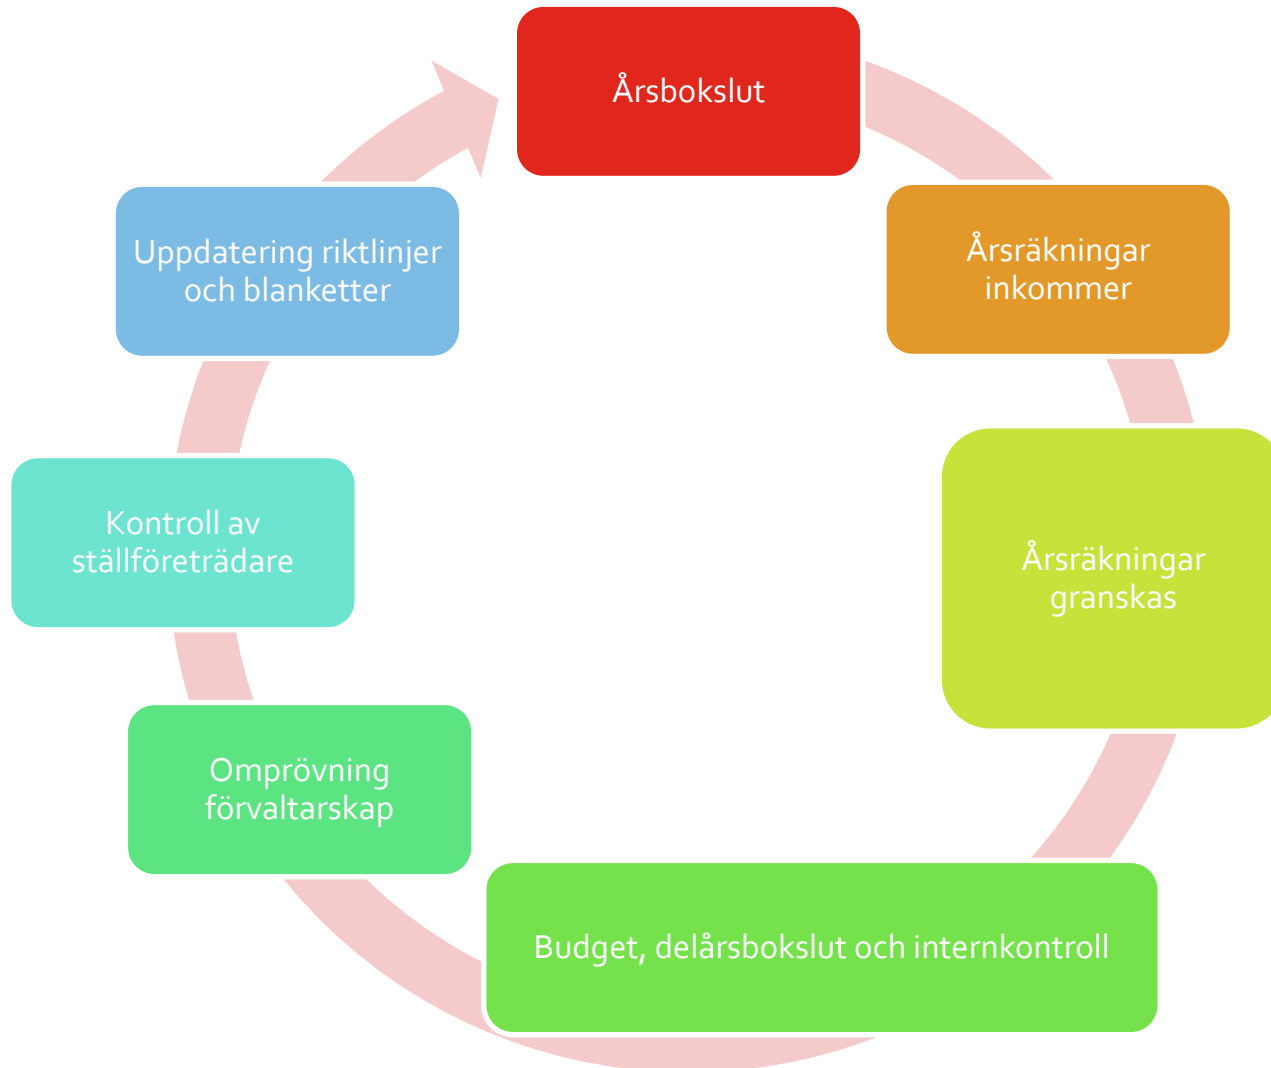 Årsbokslut
Årsräkningar
inkommer
Årsräkningar
granskas
Budget, delårsbokslut och internkontroll
Omprövning
förvaltarskap
Kontroll av
ställföreträdare
Uppdatering riktlinjer
och blanketter